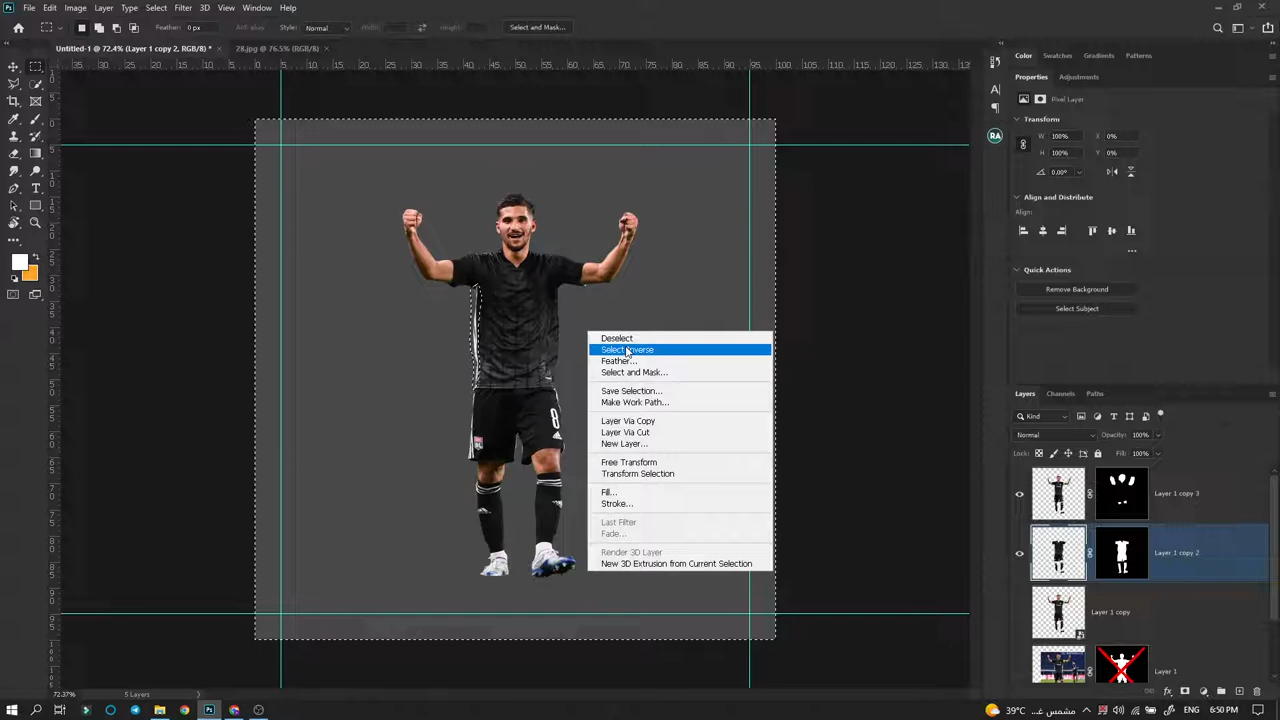 Ps File Edit Image Layer Type Select Filter 3D View Window Help
Feather: 0 px Anti-alias Style: Normal Width: Height: Select and Mask...
Untitled-1 @ 72.4% (Layer 1 copy 2, RGB/8) * × 28.jpg @ 76.5% (RGB/8) ×
Color Swatches Gradients Patterns
Properties Adjustments
Pixel Layer
Transform
W 100% X 0%
H 100% Y 0%
0.00°
Align and Distribute
Align:
Quick Actions
Remove Background
Select Subject
RA
8
Deselect
Select Inverse
Feather...
Select and Mask...
Save Selection...
Make Work Path...
Layer Via Copy
Layer Via Cut
New Layer...
Free Transform
Transform Selection
Fill...
Stroke...
Last Filter
Fade...
Render 3D Layer
New 3D Extrusion from Current Selection
Layers Channels Paths
Kind
Normal Opacity: 100%
Lock: Fill: 100%
Layer 1 copy 3
Layer 1 copy 2
Layer 1 copy
Layer 1
72.37% 5 Layers
39°C مشمس غا... ENG 6:50 PM